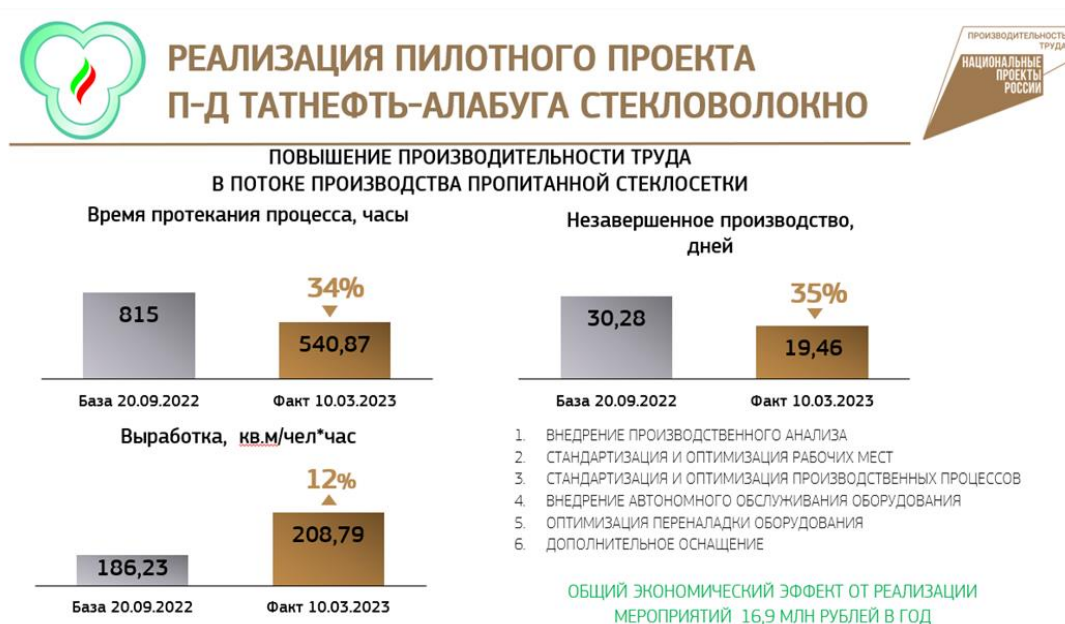 РЕАЛИЗАЦИЯ ПИЛОТНОГО ПРОЕКТА
П-Д ТАТНЕФТЬ-АЛАБУГА СТЕКЛОВОЛОКНО
ПРОИЗВОДИТЕЛЬНОСТЬ
ТРУДА
НАЦИОНАЛЬНЫЕ
ПРОЕКТЫ
РОССИИ
ПОВЫШЕНИЕ ПРОИЗВОДИТЕЛЬНОСТИ ТРУДА
В ПОТОКЕ ПРОИЗВОДСТВА ПРОПИТАННОЙ СТЕКЛОСЕТКИ
Время протекания процесса, часы
815
34%
540,87
База 20.09.2022 Факт 10.03.2023
Незавершенное производство,
дней
30,28
35%
19,46
База 20.09.2022 Факт 10.03.2023
Выработка, кв.м/чел*час
186,23
12%
208,79
База 20.09.2022 Факт 10.03.2023
1. ВНЕДРЕНИЕ ПРОИЗВОДСТВЕННОГО АНАЛИЗА
2. СТАНДАРТИЗАЦИЯ И ОПТИМИЗАЦИЯ РАБОЧИХ МЕСТ
3. СТАНДАРТИЗАЦИЯ И ОПТИМИЗАЦИЯ ПРОИЗВОДСТВЕННЫХ ПРОЦЕССОВ
4. ВНЕДРЕНИЕ АВТОНОМНОГО ОБСЛУЖИВАНИЯ ОБОРУДОВАНИЯ
5. ОПТИМИЗАЦИЯ ПЕРЕНАЛАДКИ ОБОРУДОВАНИЯ
6. ДОПОЛНИТЕЛЬНОЕ ОСНАЩЕНИЕ
ОБЩИЙ ЭКОНОМИЧЕСКИЙ ЭФФЕКТ ОТ РЕАЛИЗАЦИИ
МЕРОПРИЯТИЙ 16,9 МЛН РУБЛЕЙ В ГОД